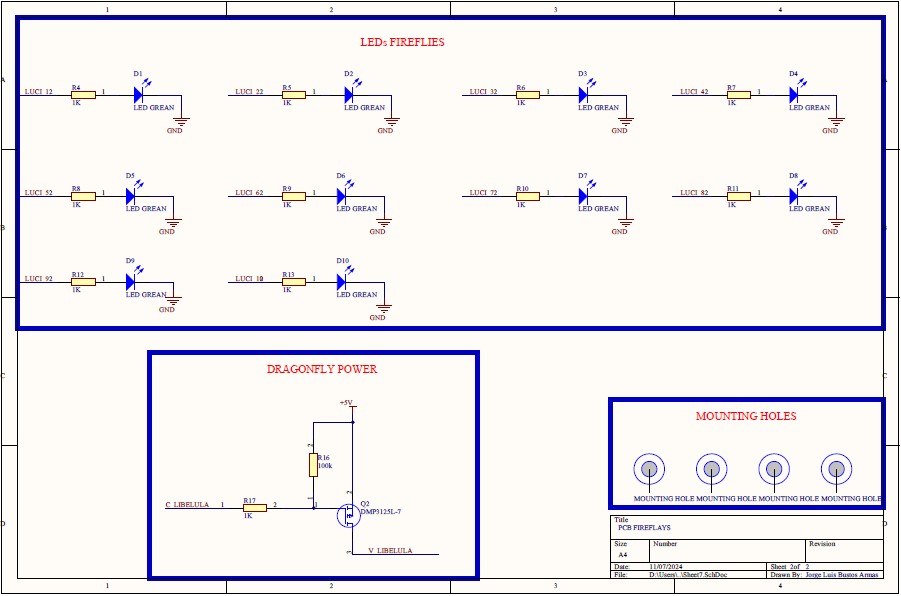 1 2 3 4
LEDs FIREFLIES
A
D1 D2 D3 D4
LUCI_12 R4 1 LUCI_22 R5 1 LUCI_32 R6 1 LUCI_42 R7 1
1K LED GREAN 1K LED GREAN 1K LED GREAN 1K LED GREAN
GND GND GND GND
D5 D6 D7 D8
LUCI_52 R8 1 LUCI_62 R9 1 LUCI_72 R10 1 LUCI_82 R11 1
1K LED GREAN 1K LED GREAN 1K LED GREAN 1K LED GREAN
B GND GND GND GND B
D9 D10
LUCI_92 R12 1 R13 1
1K LED GREAN 1K LED GREAN
GND GND
DRAGONFLY POWER
C C
+5V
2
R16
100k
1 2
C_LIBELULA 1 R17 2 1 Q2
1K DMP3125L-7
3 V_LIBELULA
MOUNTING HOLES
MOUNTING HOLE MOUNTING HOLE MOUNTING HOLE MOUNTING HOLE
D D
Title
PCB FIREFLAYS
Size Number Revision
A4
Date: 11/07/2024 Sheet 2of 2
File: D:\Users\..\Sheet7.SchDoc Drawn By: Jorge Luis Bustos Armas
1 2 3 4